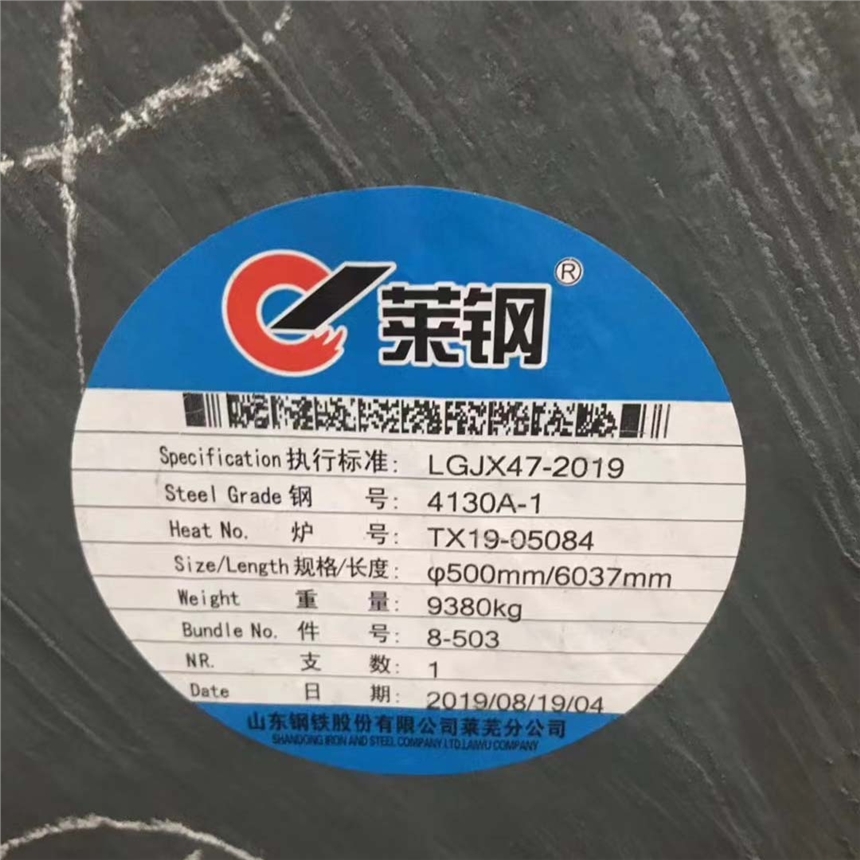 莱钢®
Specification 执行标准: LGJX47-2019
Steel Grade 钢 号: 4130A-1
Heat No. 炉 号: TX19-05084
Size/Length 规格/长度: φ500mm/6037mm
Weight 重 量: 9380kg
Bundle No. 件 号: 8-503
NR. 支 数: 1
Date 日 期: 2019/08/19/04
山东钢铁股份有限公司莱芜分公司
SHANDONG IRON AND STEEL COMPANY LTD.LAIWU COMPANY